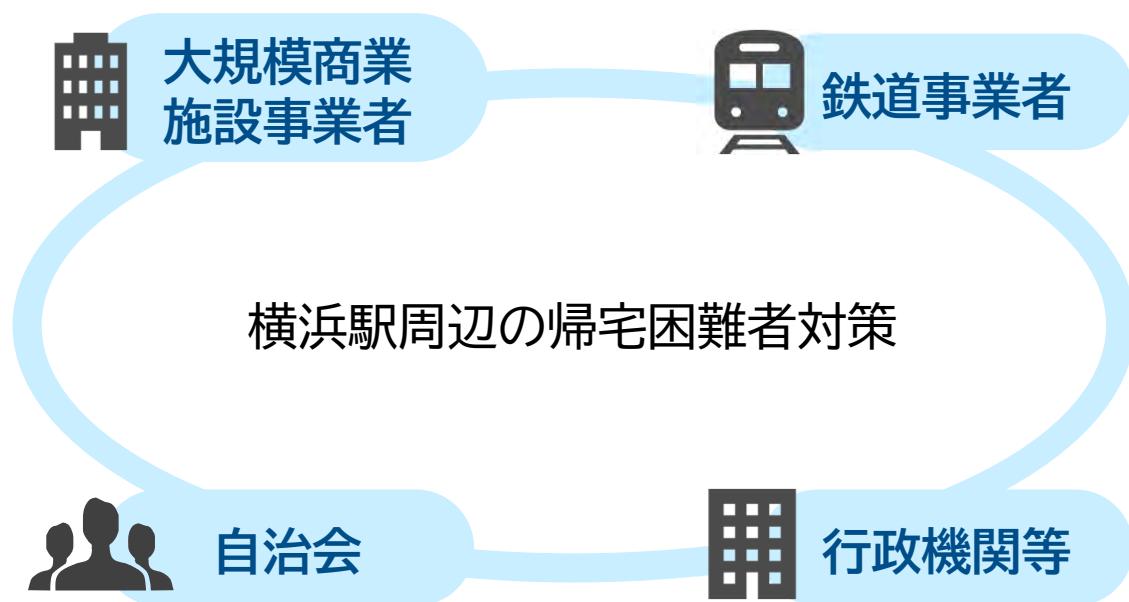 大規模商業
施設事業者
鉄道事業者
横浜駅周辺の帰宅困難者対策
自治会
行政機関等